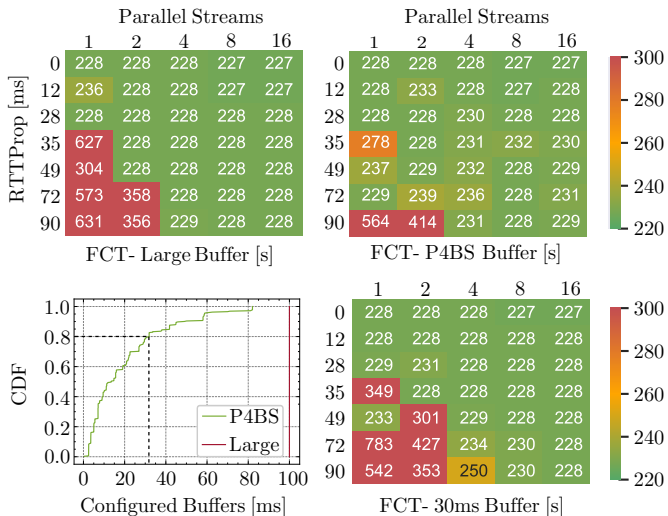 Parallel Streams
1 2 4 8 16
RTTProp [ms]
0 228 228 228 227 227
12 236 228 228 227 227
28 228 228 228 228 228
35 627 228 228 228 228
49 304 228 228 228 228
72 573 358 228 228 228
90 631 356 229 228 228
FCT- Large Buffer [s]
Parallel Streams
1 2 4 8 16
228 228 228 227 227
228 233 228 227 228
228 228 230 228 228
278 228 231 232 230
237 229 232 228 229
229 239 236 228 231
564 414 231 228 229
FCT- P4BS Buffer [s]
300
280
260
240
220
CDF
1.0
0.8
0.6
0.4
0.2
0.0
P4BS
Large
0 20 40 60 80 100
Configured Buffers [ms]
1 2 4 8 16
0 228 228 228 227 227
12 228 228 228 228 228
28 229 231 228 228 228
35 349 228 228 228 228
49 233 301 229 228 228
72 783 427 234 230 228
90 542 353 250 230 228
FCT- 30ms Buffer [s]
300
280
260
240
220